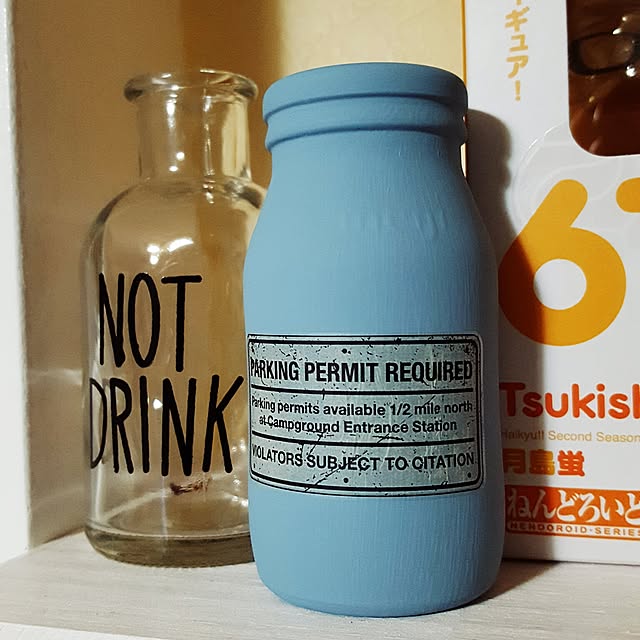 NOT
DRINK
PARKING PERMIT REQUIRED
Parking permits available 1/2 mile north
at Campground Entrance Station
VIOLATORS SUBJECT TO CITATION
ギュア！
6
Tsukish
Haikyu!! Second Season
月島蛍
ねんどろいど
NENDOROID-SERIES